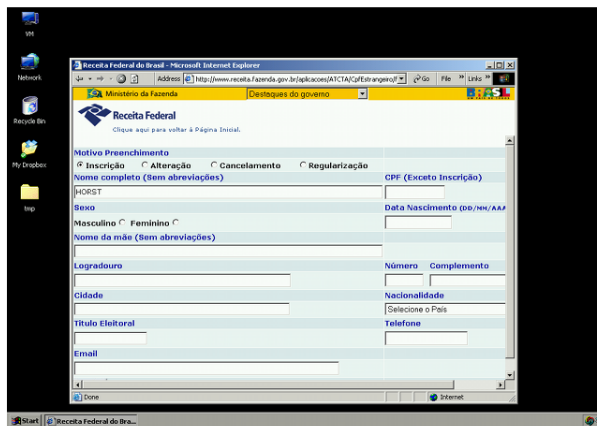 VM
Network
Recycle Bin
My Dropbox
tmp
Receita Federal do Brasil - Microsoft Internet Explorer
Address http://www.receita.fazenda.gov.br/aplicacoes/ATCTA/CpfEstrangeiro/f Go File » Links »
Ministério da Fazenda Destaques do governo BRASIL
Receita Federal
Clique aqui para voltar à Página Inicial.
Motivo Preenchimento
Inscrição Alteração Cancelamento Regularização
Nome completo (Sem abreviações) CPF (Exceto Inscrição)
HORST
Sexo Data Nascimento (DD/MM/AAA
Masculino Feminino
Nome da mãe (Sem abreviações)
Logradouro Número Complemento
Cidade Nacionalidade
Selecione o País
Titulo Eleitoral Telefone
Email
Done Internet
Start Receita Federal do Bra...